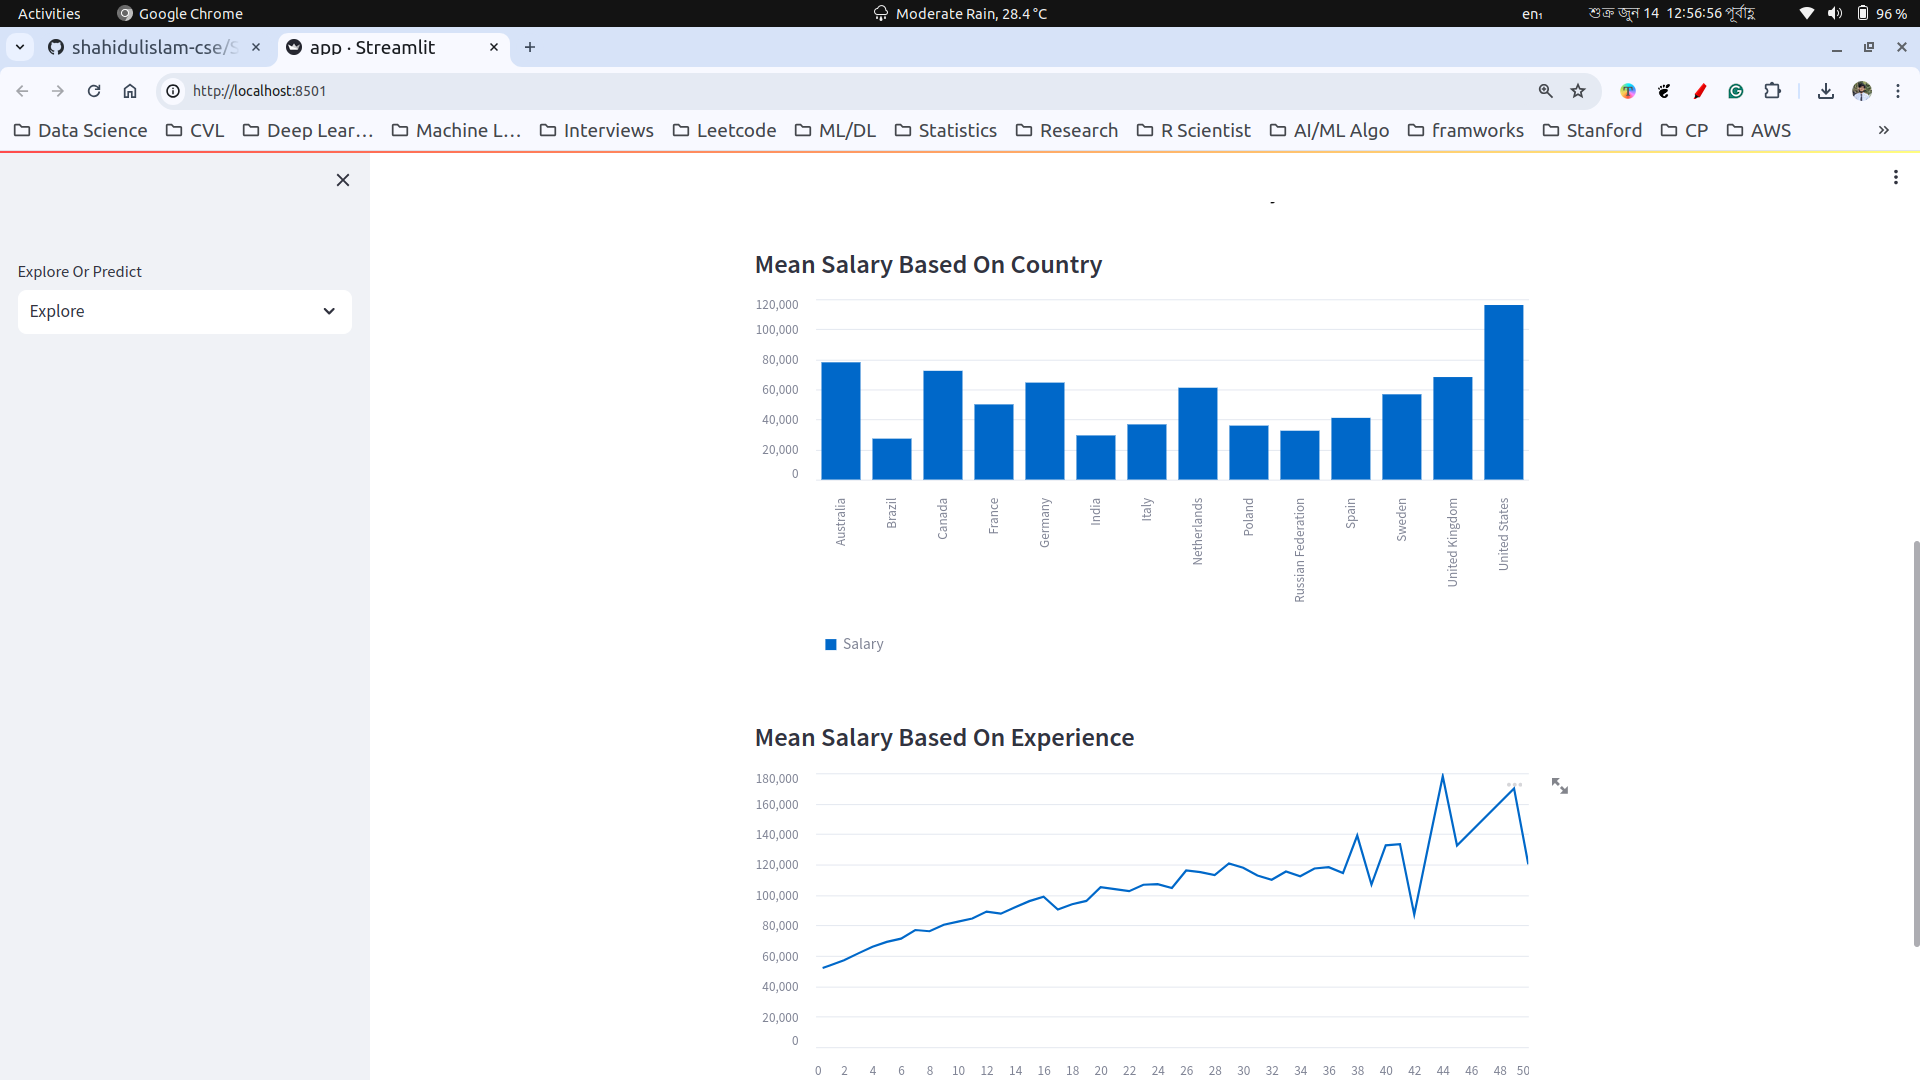 Activities Google Chrome Moderate Rain, 28.4 °C en₁ শুক্র জুন 14 12:56:56 পূর্বাহ্ণ 96 %
shahidulislam-cse/S app · Streamlit
http://localhost:8501
Data Science CVL Deep Lear... Machine L... Interviews Leetcode ML/DL Statistics Research R Scientist AI/ML Algo framworks Stanford CP AWS »
Explore Or Predict
Explore
-
Mean Salary Based On Country
120,000
100,000
80,000
60,000
40,000
20,000
0
Australia Brazil Canada France Germany India Italy Netherlands Poland Russian Federation Spain Sweden United Kingdom United States
Salary
Mean Salary Based On Experience
180,000
160,000
140,000
120,000
100,000
80,000
60,000
40,000
20,000
0
0 2 4 6 8 10 12 14 16 18 20 22 24 26 28 30 32 34 36 38 40 42 44 46 48 50